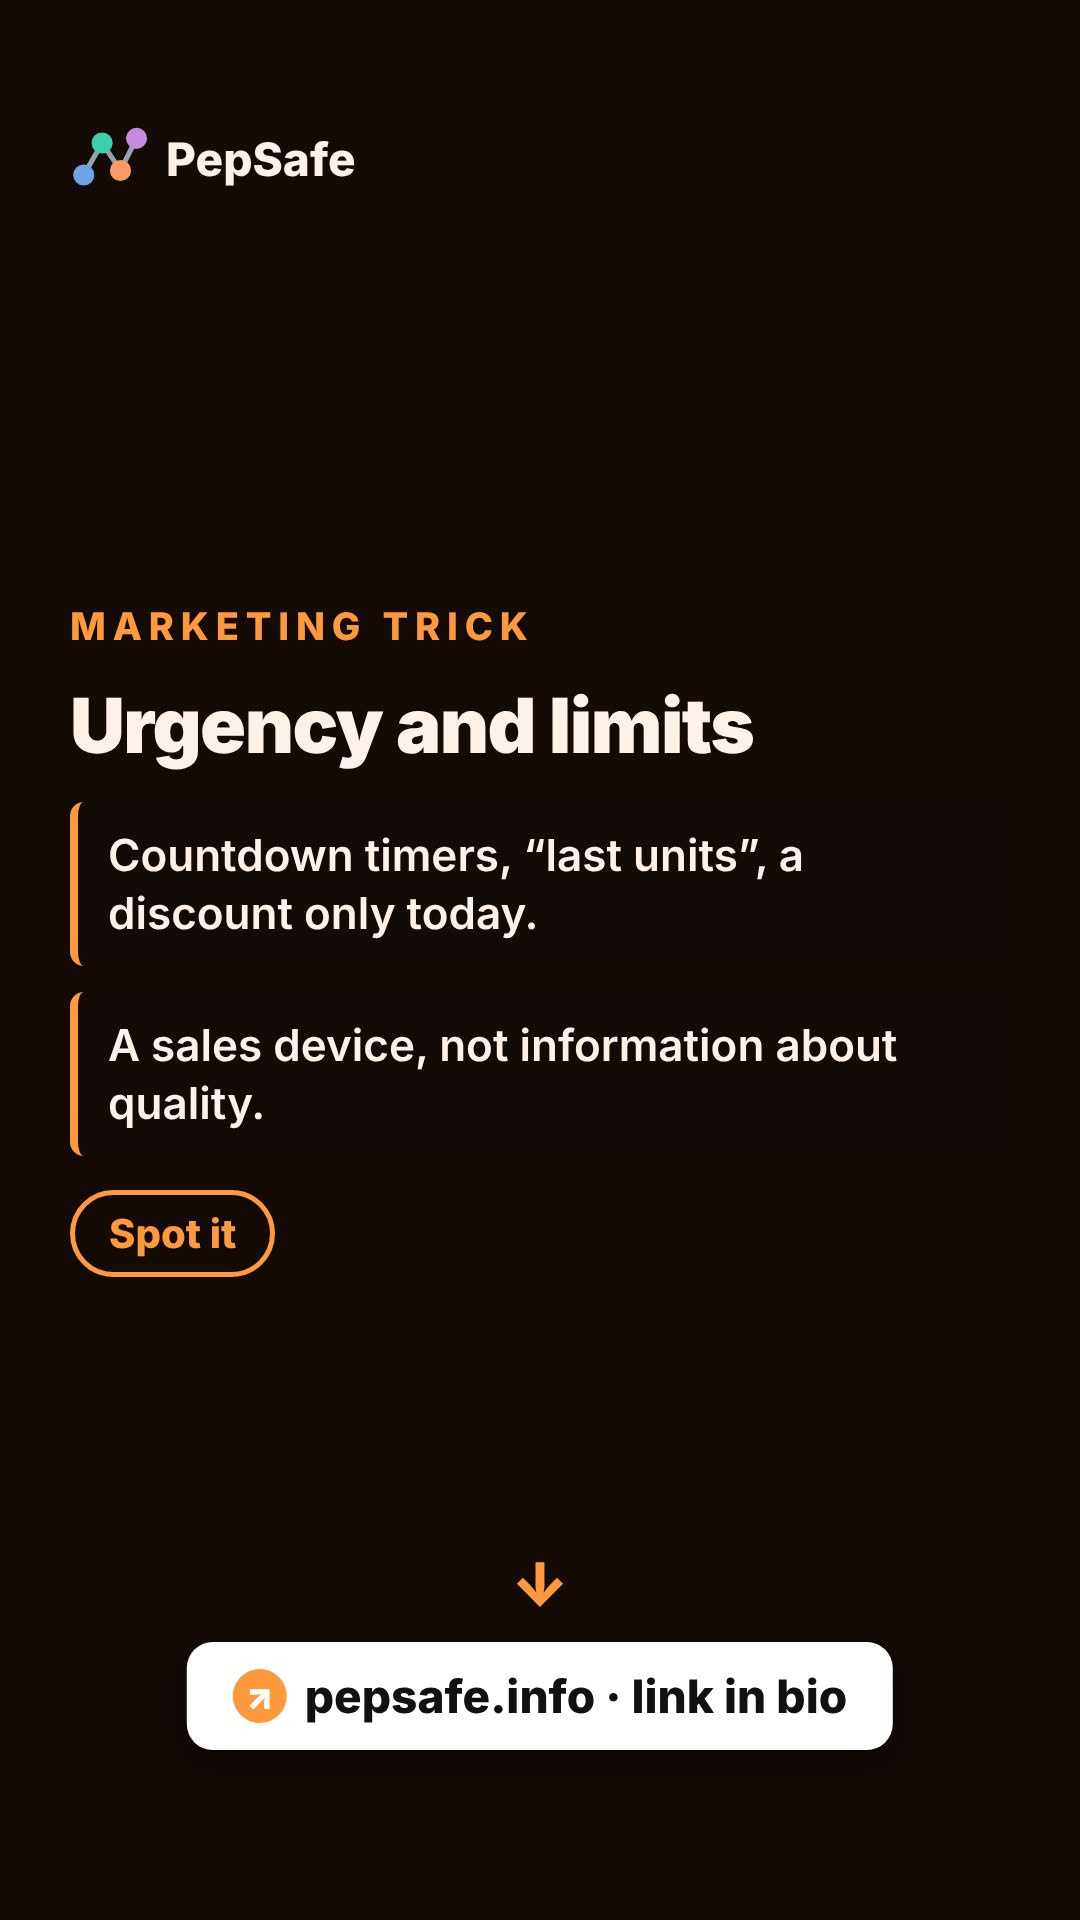 PepSafe
MARKETING TRICK
Urgency and limits
Countdown timers, “last units”, a
discount only today.
A sales device, not information about
quality.
Spot it
pepsafe.info · link in bio